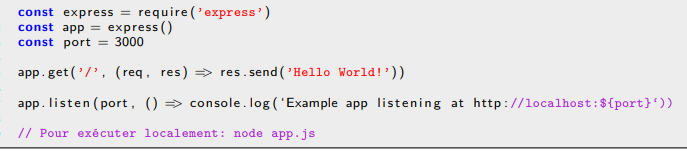 const express = require('express')
const app = express()
const port = 3000
app.get('/', (req, res) => res.send('Hello World!'))
app.listen(port, () => console.log(‘Example app listening at http://localhost:${port}‘))
// Pour exécuter localement: node app.js